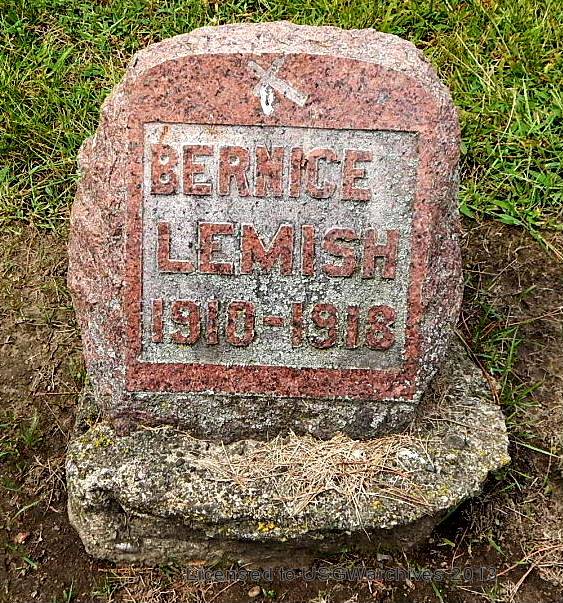 BERNICE
LEMISH
1910-1918
Licensed to USGWarchives 2012